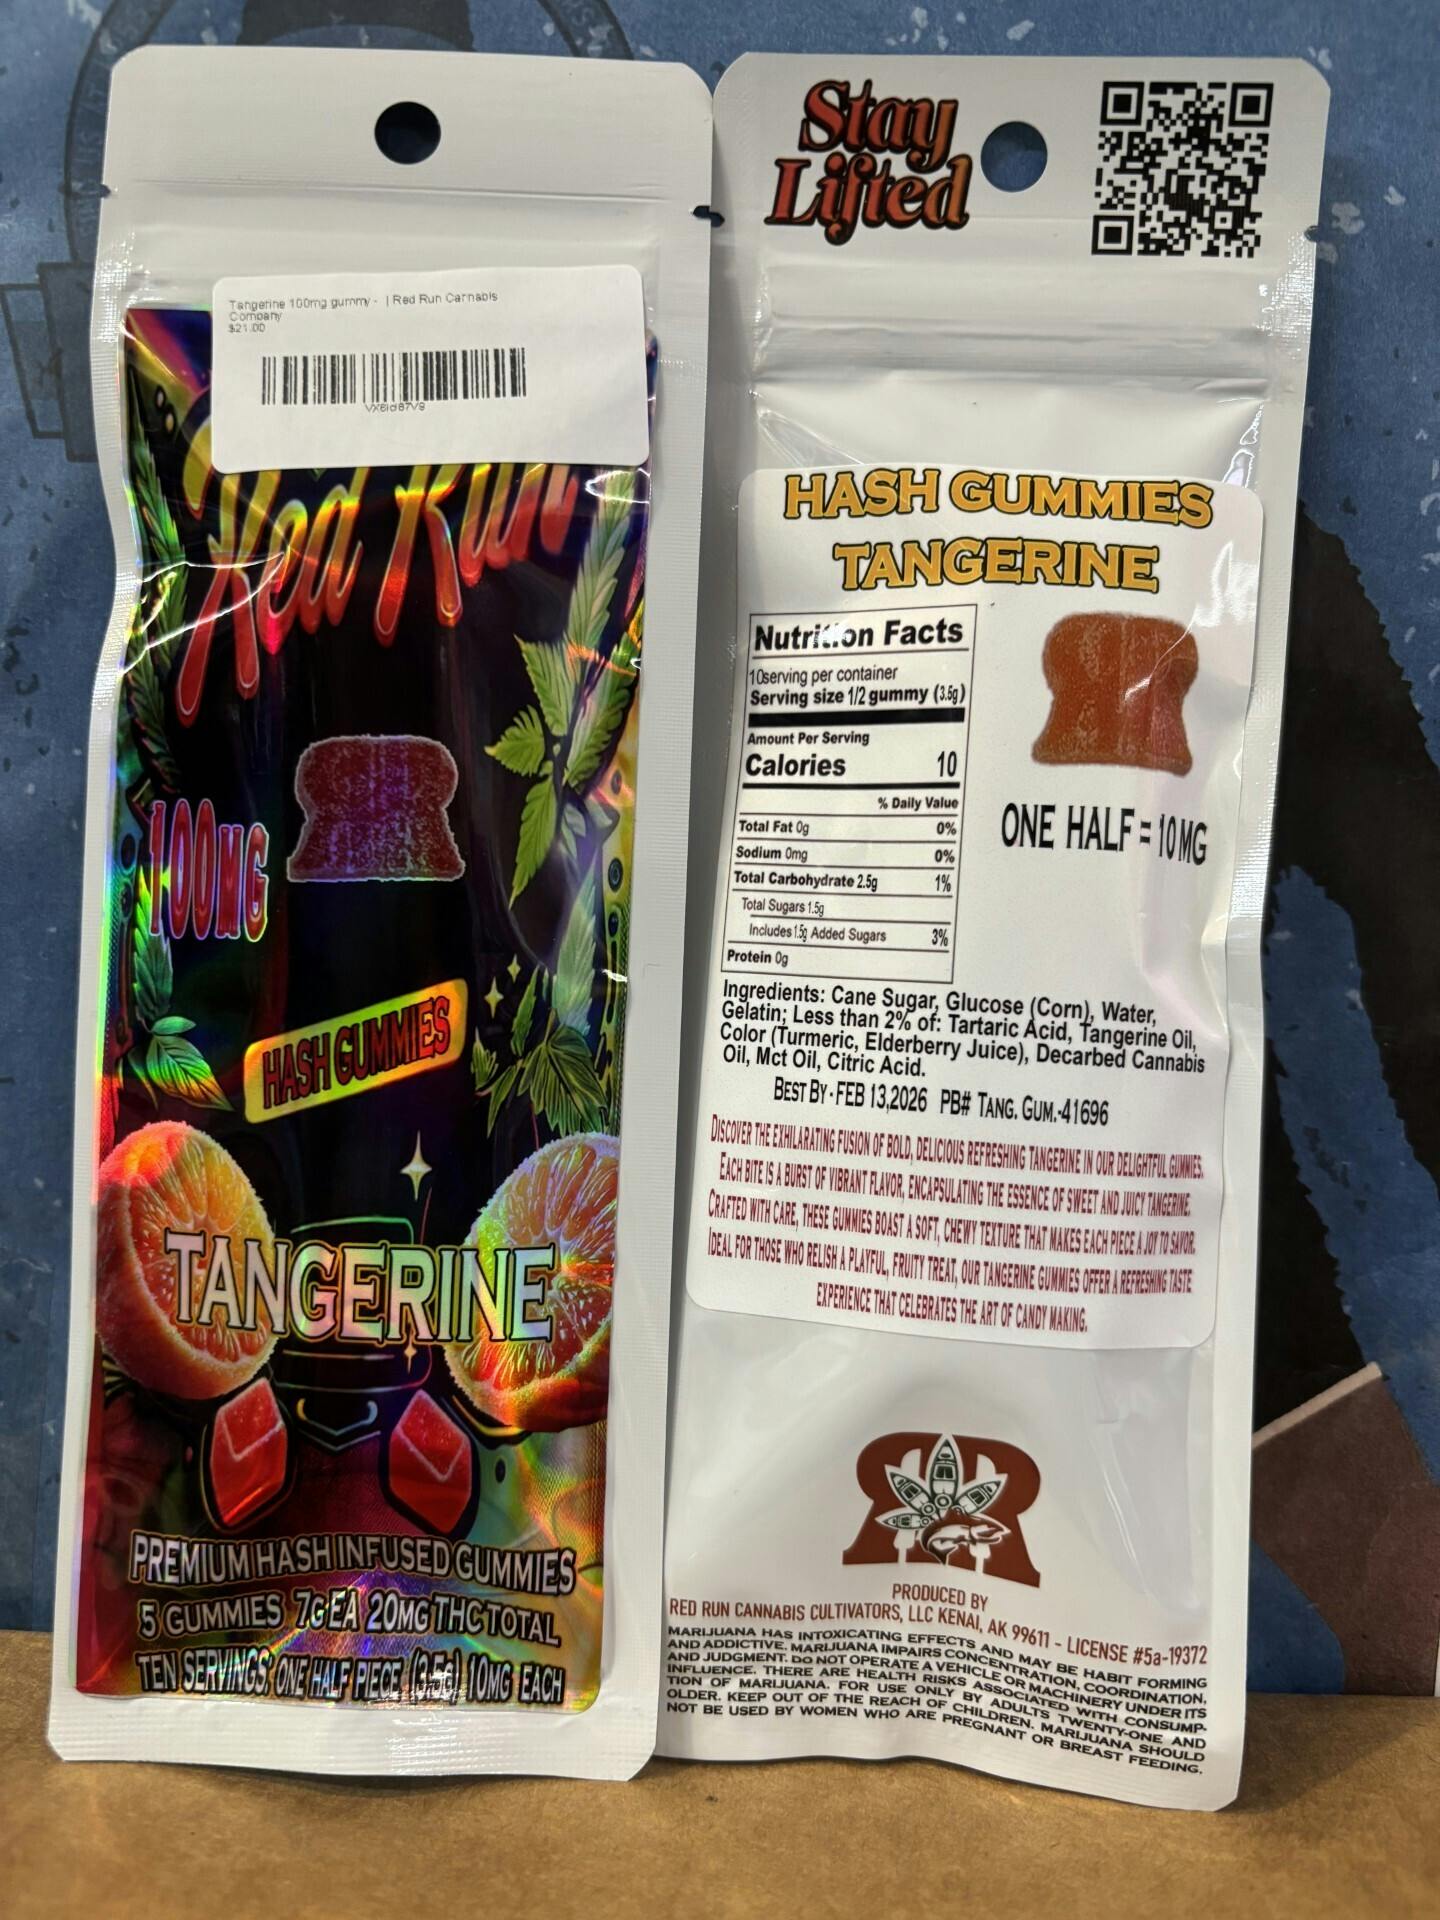 Tangerine 100mg gummy - | Red Run Cannabis
Company
$21.00
Red Run
100MG
HASH GUMMIES
TANGERINE
PREMIUM HASH INFUSED GUMMIES
5 GUMMIES 7G EA 20MG THC TOTAL
TEN SERVINGS, ONE HALF PIECE (3.5G) 10MG EACH
Stay
Lifted
HASH GUMMIES
TANGERINE
Nutrition Facts
10serving per container
Serving size 1/2 gummy (3.5g)
Amount Per Serving
Calories 10
% Daily Value
Total Fat 0g 0%
Sodium 0mg 0%
Total Carbohydrate 2.5g 1%
Total Sugars 1.5g
Includes 1.5g Added Sugars 3%
Protein 0g
ONE HALF = 10MG
Ingredients: Cane Sugar, Glucose (Corn), Water,
Gelatin; Less than 2% of: Tartaric Acid, Tangerine Oil,
Color (Turmeric, Elderberry Juice), Decarbed Cannabis
Oil, Mct Oil, Citric Acid.
BEST BY - FEB 13,2026 PB# TANG. GUM.-41696
DISCOVER THE EXHILARATING FUSION OF BOLD, DELICIOUS REFRESHING TANGERINE IN OUR DELIGHTFUL GUMMIES.
EACH BITE IS A BURST OF VIBRANT FLAVOR, ENCAPSULATING THE ESSENCE OF SWEET AND JUICY TANGERINE.
CRAFTED WITH CARE, THESE GUMMIES BOAST A SOFT, CHEWY TEXTURE THAT MAKES EACH PIECE A JOY TO SAVOR.
IDEAL FOR THOSE WHO RELISH A PLAYFUL, FRUITY TREAT, OUR TANGERINE GUMMIES OFFER A REFRESHING TASTE
EXPERIENCE THAT CELEBRATES THE ART OF CANDY MAKING.
PRODUCED BY
RED RUN CANNABIS CULTIVATORS, LLC KENAI, AK 99611 - LICENSE #5a-19372
MARIJUANA HAS INTOXICATING EFFECTS AND MAY BE HABIT FORMING
AND ADDICTIVE. MARIJUANA IMPAIRS CONCENTRATION, COORDINATION,
AND JUDGMENT. DO NOT OPERATE A VEHICLE OR MACHINERY UNDER ITS
INFLUENCE. THERE ARE HEALTH RISKS ASSOCIATED WITH CONSUMP-
TION OF MARIJUANA. FOR USE ONLY BY ADULTS TWENTY-ONE AND
OLDER. KEEP OUT OF THE REACH OF CHILDREN. MARIJUANA SHOULD
NOT BE USED BY WOMEN WHO ARE PREGNANT OR BREAST FEEDING.